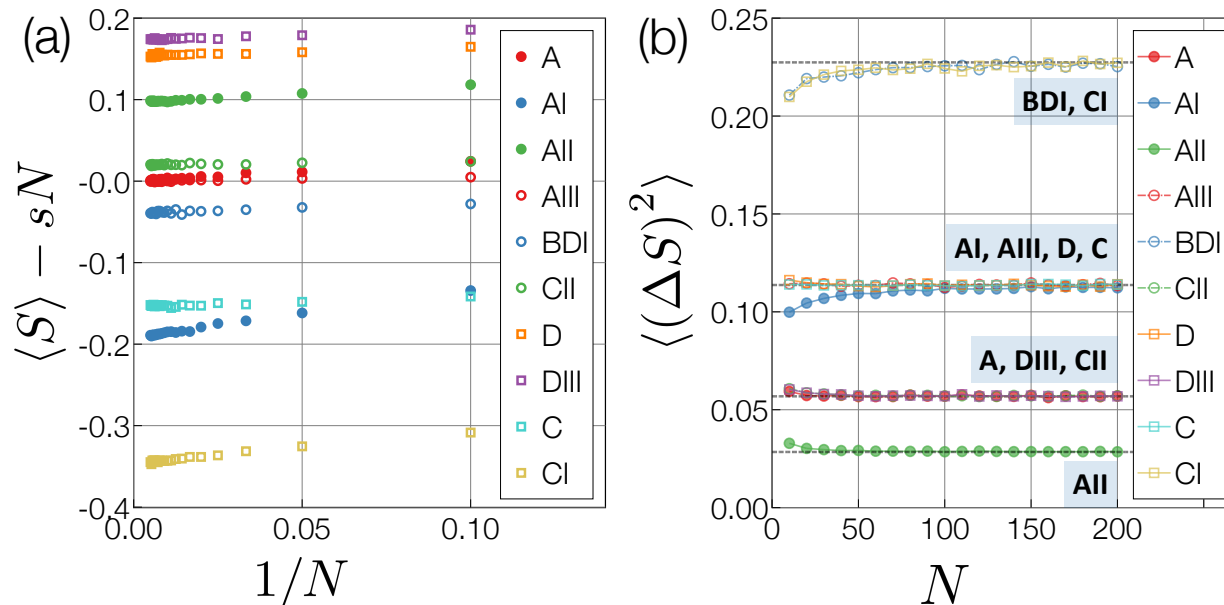 (a)
⟨S⟩ − sN
0.2
0.1
-0.0
-0.1
-0.2
-0.3
-0.4
0.00
0.05
0.10
1/N
A
AI
AII
AIII
BDI
CII
D
DIII
C
CI
(b)
⟨(ΔS)²⟩
0.25
0.20
0.15
0.10
0.05
0.00
0
50
100
150
200
N
BDI, CI
AI, AIII, D, C
A, DIII, CII
AII
A
AI
AII
AIII
BDI
CII
D
DIII
C
CI